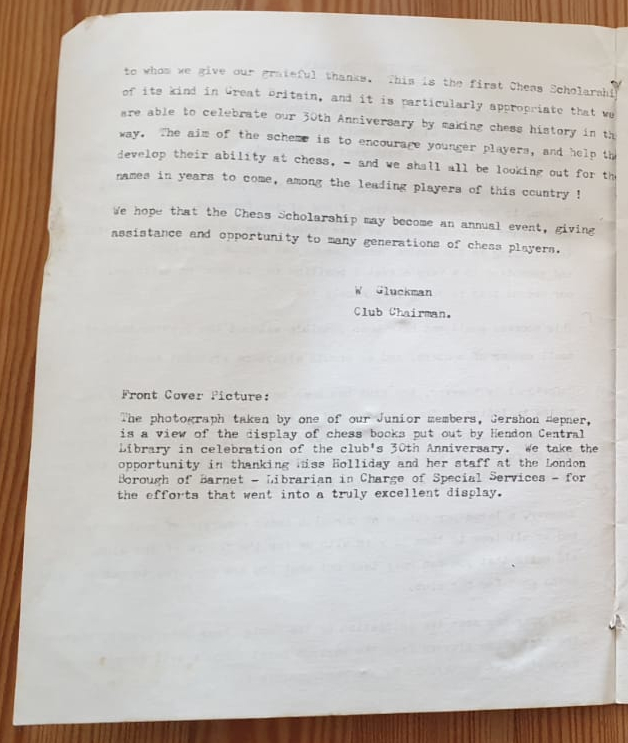 to whom we give our grateful thanks. This is the first Chess Scholarshi
of its kind in Great Britain, and it is particularly appropriate that we
are able to celebrate our 30th Anniversary by making chess history in th
way. The aim of the scheme is to encourage younger players, and help the
develop their ability at chess, - and we shall all be looking out for the
names in years to come, among the leading players of this country !
We hope that the Chess Scholarship may become an annual event, giving
assistance and opportunity to many generations of chess players.
W Gluckman
Club Chairman.
Front Cover Picture:
The photograph taken by one of our Junior members, Gershon Hepner,
is a view of the display of chess books put out by Hendon Central
Library in celebration of the club's 30th Anniversary. We take the
opportunity in thanking Miss Holliday and her staff at the London
Borough of Barnet - Librarian in Charge of Special Services - for
the efforts that went into a truly excellent display.